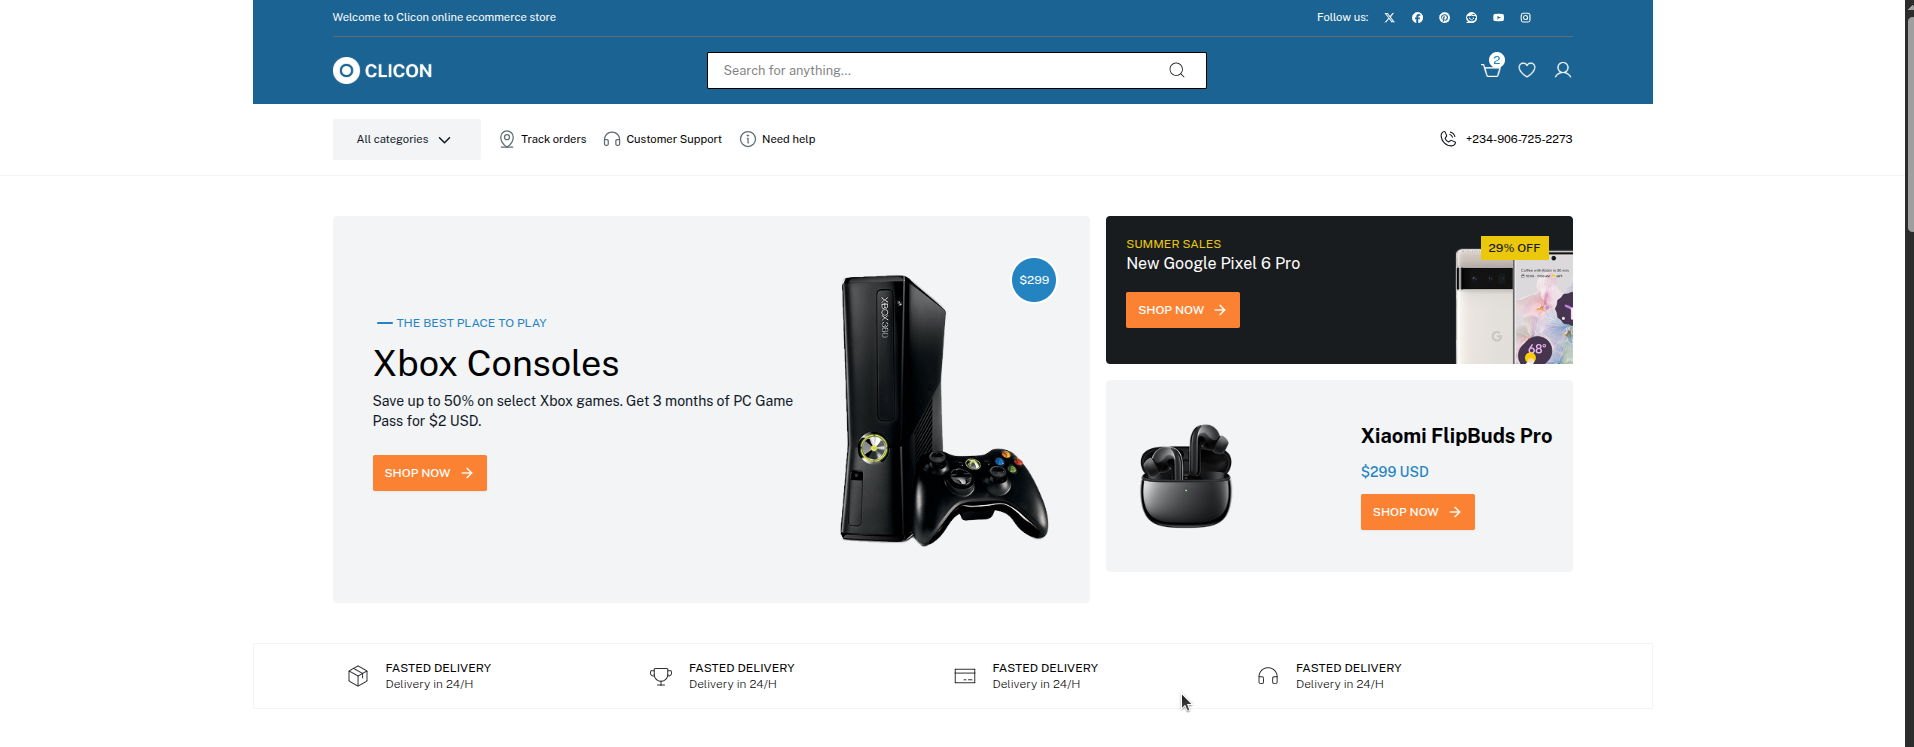 Welcome to Clicon online ecommerce store
Follow us:
CLICON
Search for anything...
2
All categories
Track orders
Customer Support
Need help
+234-906-725-2273
THE BEST PLACE TO PLAY
Xbox Consoles
Save up to 50% on select Xbox games. Get 3 months of PC Game
Pass for $2 USD.
SHOP NOW
$299
XBOX 360
SUMMER SALES
New Google Pixel 6 Pro
SHOP NOW
29% OFF
G
68°
Xiaomi FlipBuds Pro
$299 USD
SHOP NOW
FASTED DELIVERY
Delivery in 24/H
FASTED DELIVERY
Delivery in 24/H
FASTED DELIVERY
Delivery in 24/H
FASTED DELIVERY
Delivery in 24/H